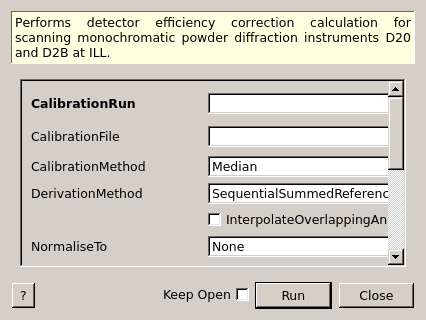 Performs detector efficiency correction calculation for
scanning monochromatic powder diffraction instruments D20
and D2B at ILL.
CalibrationRun
CalibrationFile
CalibrationMethod Median
DerivationMethod SequentialSummedReferenc
InterpolateOverlappingAn
NormaliseTo None
? Keep Open Run Close